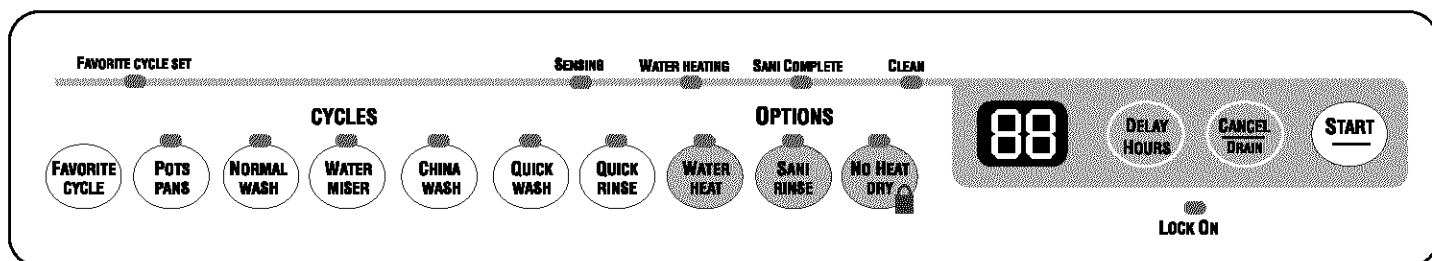 FAVORITE CYCLE SET
SENSING
WATER HEATING
SANI COMPLETE
CLEAN
CYCLES
OPTIONS
FAVORITE
CYCLE
POTS
PANS
NORMAL
WASH
WATER
MISER
CHINA
WASH
QUICK
WASH
QUICK
RINSE
WATER
HEAT
SANI
RINSE
NO HEAT
DRY
88
DELAY
HOURS
CANCEL
DRAIN
START
LOCK ON